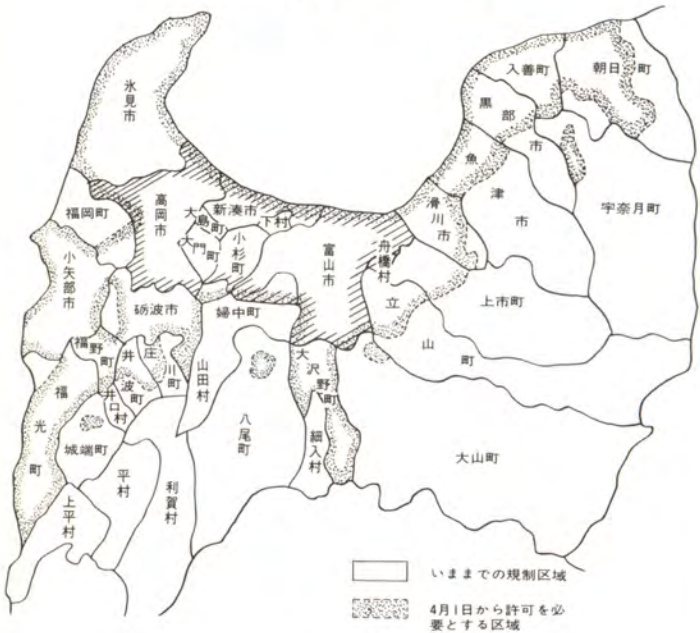 氷見市
入善町
朝日町
黒部市
魚津市
宇奈月町
滑川市
福岡町
高岡市
大島町
新湊市
下村
大門町
小杉町
富山市
舟橋村
立山町
上市町
小矢部市
砺波市
婦中町
福野町
井波町
庄川町
井口村
山田村
大沢野町
福光町
城端町
八尾町
細入村
大山町
平村
利賀村
上平村
いままでの規制区域
4月1日から許可を必
要とする区域